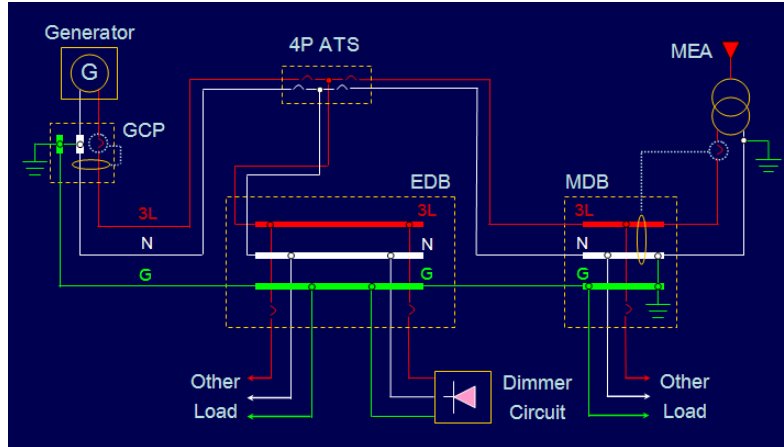 Generator
4P ATS
MEA
G
GCP
EDB
MDB
3L
3L
3L
N
N
N
G
G
G
Other
Load
Dimmer
Circuit
Other
Load